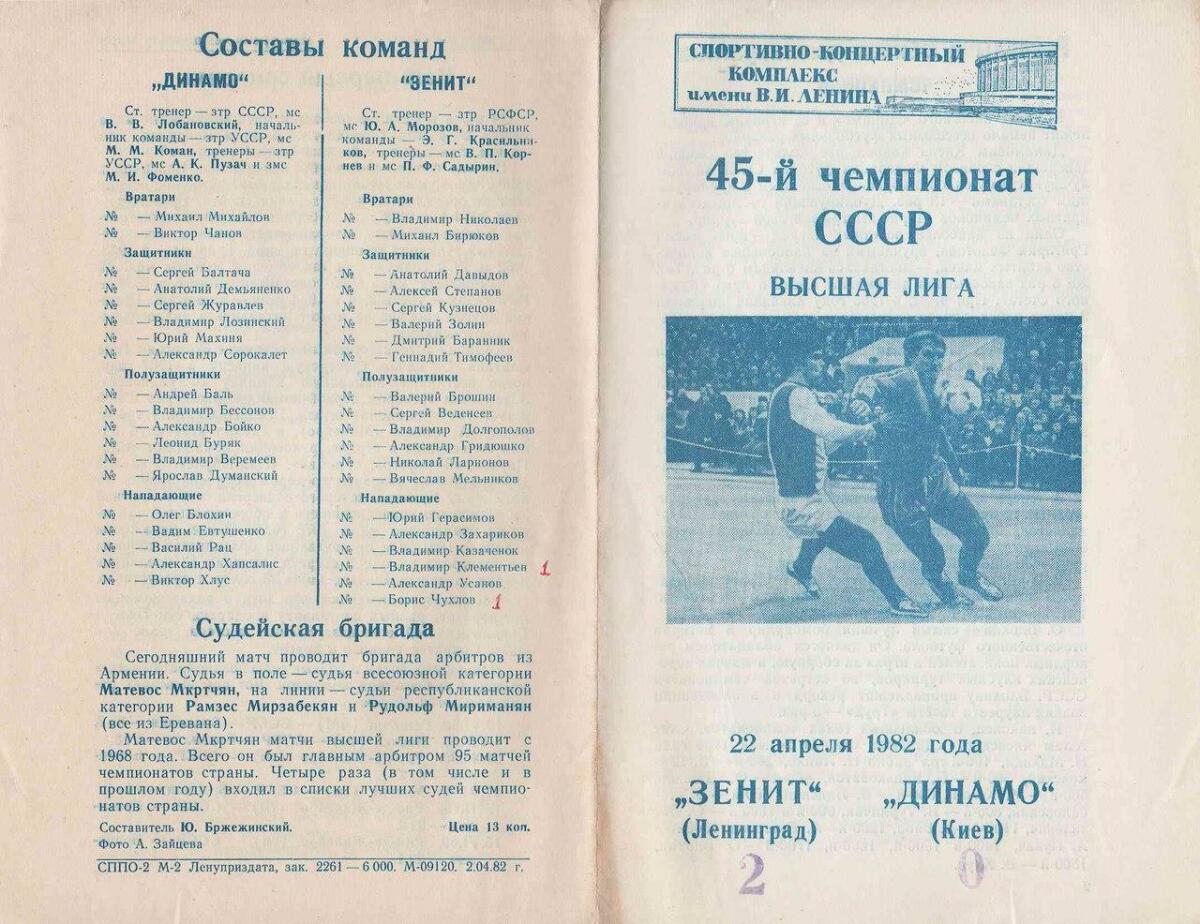 Составы команд
„ДИНАМО“
Ст. тренер — зтр СССР, мс
В. В. Лобановский, началь-
ник команды — зтр УССР, мс
М. М. Коман, тренеры — зтр
УССР, мс А. К. Пузач и змс
М. И. Фоменко.
Вратари
№ — Михаил Михайлов
№ — Виктор Чанов
Защитники
№ — Сергей Балтача
№ — Анатолий Демьяненко
№ — Сергей Журавлев
№ — Владимир Лозинский
№ — Юрий Махиня
№ — Александр Сорокалет
Полузащитники
№ — Андрей Баль
№ — Владимир Бессонов
№ — Александр Бойко
№ — Леонид Буряк
№ — Владимир Веремеев
№ — Ярослав Думанский
Нападающие
№ — Олег Блохин
№ — Вадим Евтушенко
№ — Василий Рац
№ — Александр Хапсалис
№ — Виктор Хлус
"ЗЕНИТ"
Ст. тренер — зтр РСФСР,
мс Ю. А. Морозов, начальник
команды — Э. Г. Красильни-
ков, тренеры — мс В. П. Кор-
нев и мс П. Ф. Садырин.
Вратари
№ — Владимир Николаев
№ — Михаил Бирюков
Защитники
№ — Анатолий Давыдов
№ — Алексей Степанов
№ — Сергей Кузнецов
№ — Валерий Золин
№ — Дмитрий Баранник
№ — Геннадий Тимофеев
Полузащитники
№ — Валерий Брошин
№ — Сергей Веденеев
№ — Владимир Долгополов
№ — Александр Гридюшко
№ — Николай Ларионов
№ — Вячеслав Мельников
Нападающие
№ — Юрий Герасимов
№ — Александр Захариков
№ — Владимир Казаченок
№ — Владимир Клементьев 1
№ — Александр Усанов
№ — Борис Чухлов 1
Судейская бригада
Сегодняшний матч проводит бригада арбитров из
Армении. Судья в поле — судья всесоюзной категории
Матевос Мкртчян, на линии — судьи республиканской
категории Рамзес Мирзабекян и Рудольф Мириманян
(все из Еревана).
Матевос Мкртчян матчи высшей лиги проводит с
1968 года. Всего он был главным арбитром 95 матчей
чемпионатов страны. Четыре раза (в том числе и в
прошлом году) входил в списки лучших судей чемпио-
натов страны.
Составитель Ю. Бржежинский. Цена 13 коп.
Фото А. Зайцева
СППО-2 М-2 Ленуприздата, зак. 2261 — 6 000. М-09120. 2.04.82 г.
СПОРТИВНО-КОНЦЕРТНЫЙ
КОМПЛЕКС
имени В. И. ЛЕНИНА
45-й чемпионат
СССР
ВЫСШАЯ ЛИГА
22 апреля 1982 года
„ЗЕНИТ“ „ДИНАМО“
(Ленинград) (Киев)
2 0